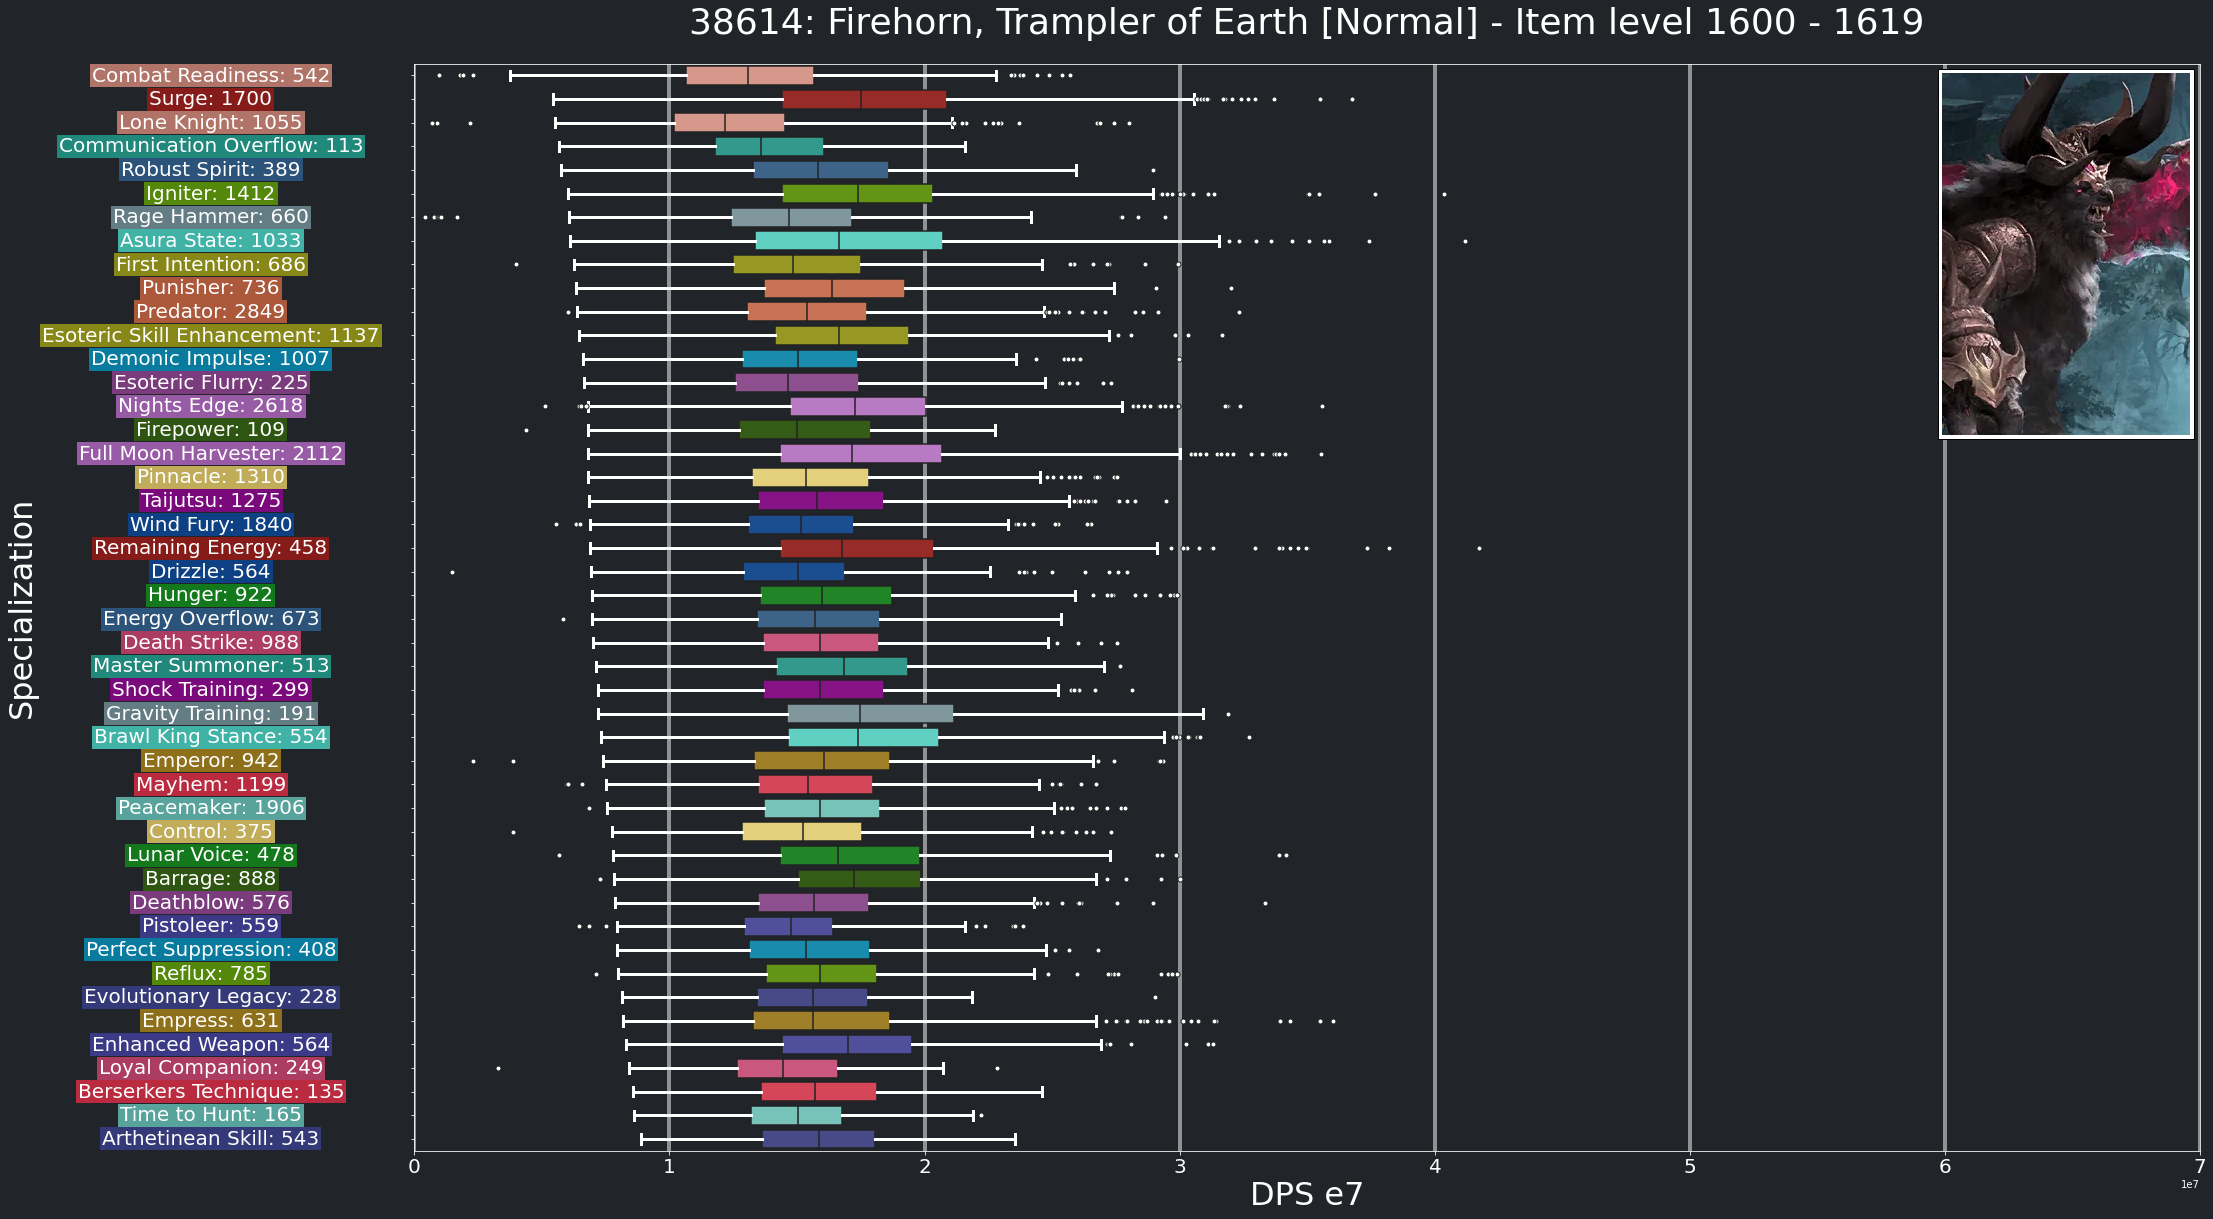 38614: Firehorn, Trampler of Earth [Normal] - Item level 1600 - 1619
Combat Readiness: 542
Surge: 1700
Lone Knight: 1055
Communication Overflow: 113
Robust Spirit: 389
Igniter: 1412
Rage Hammer: 660
Asura State: 1033
First Intention: 686
Punisher: 736
Predator: 2849
Esoteric Skill Enhancement: 1137
Demonic Impulse: 1007
Esoteric Flurry: 225
Nights Edge: 2618
Firepower: 109
Full Moon Harvester: 2112
Pinnacle: 1310
Taijutsu: 1275
Wind Fury: 1840
Remaining Energy: 458
Drizzle: 564
Hunger: 922
Energy Overflow: 673
Death Strike: 988
Master Summoner: 513
Shock Training: 299
Gravity Training: 191
Brawl King Stance: 554
Emperor: 942
Mayhem: 1199
Peacemaker: 1906
Control: 375
Lunar Voice: 478
Barrage: 888
Deathblow: 576
Pistoleer: 559
Perfect Suppression: 408
Reflux: 785
Evolutionary Legacy: 228
Empress: 631
Enhanced Weapon: 564
Loyal Companion: 249
Berserkers Technique: 135
Time to Hunt: 165
Arthetinean Skill: 543
Specialization
0 1 2 3 4 5 6 7
1e7
DPS e7